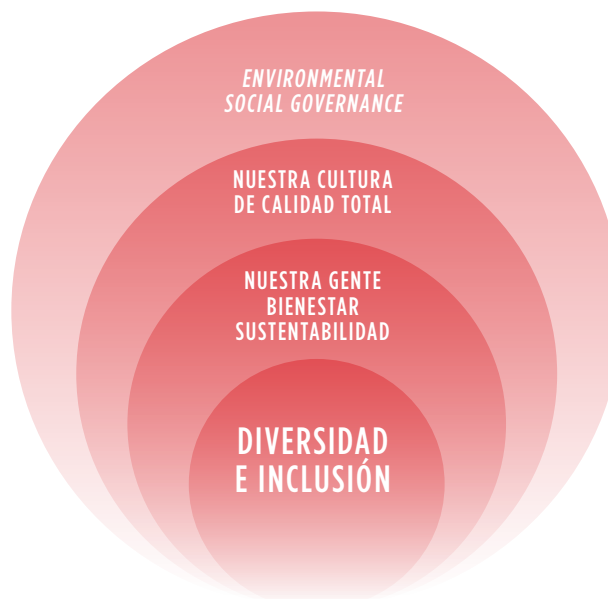 ENVIRONMENTAL
SOCIAL GOVERNANCE
NUESTRA CULTURA
DE CALIDAD TOTAL
NUESTRA GENTE
BIENESTAR
SUSTENTABILIDAD
DIVERSIDAD
E INCLUSIÓN